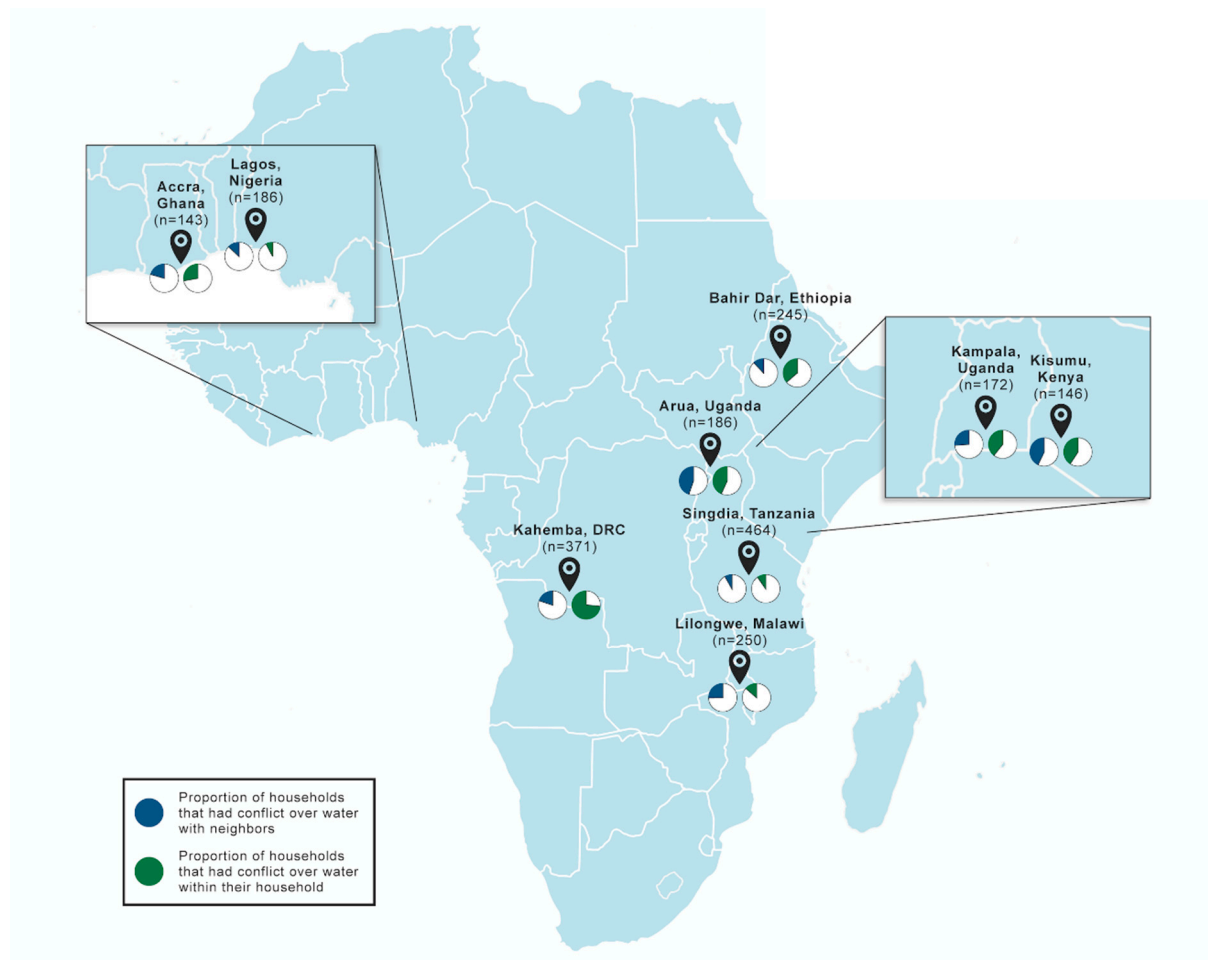 Accra,
Ghana
(n=143)
Lagos,
Nigeria
(n=186)
Bahir Dar, Ethiopia
(n=245)
Arua, Uganda
(n=186)
Kampala,
Uganda
(n=172)
Kisumu,
Kenya
(n=146)
Singdia, Tanzania
(n=464)
Kahemba, DRC
(n=371)
Lilongwe, Malawi
(n=250)
Proportion of households
that had conflict over water
with neighbors
Proportion of households
that had conflict over water
within their household